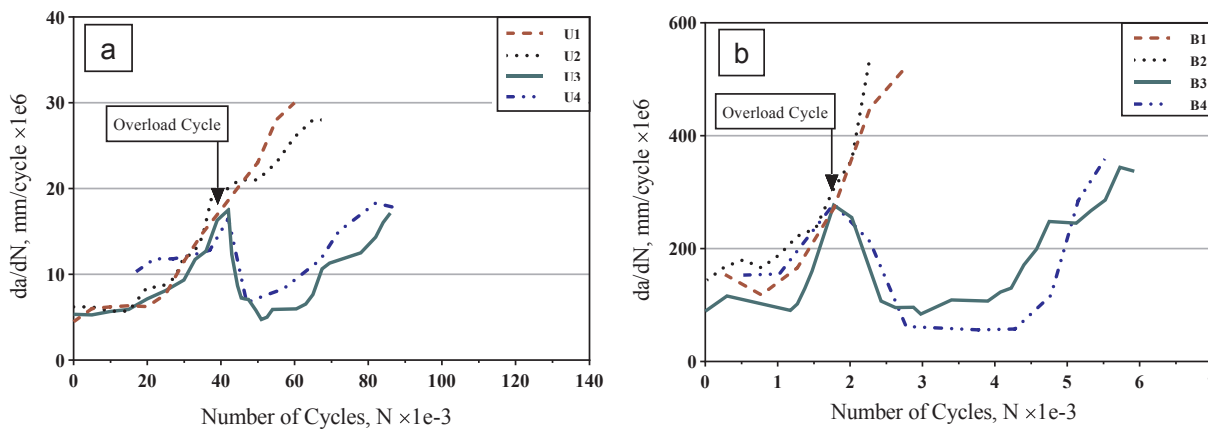 a
da/dN, mm/cycle ×1e6
40
30
20
10
0
Overload Cycle
U1
U2
U3
U4
0 20 40 60 80 100 120 140
Number of Cycles, N ×1e-3
b
da/dN, mm/cycle ×1e6
600
400
200
0
Overload Cycle
B1
B2
B3
B4
0 1 2 3 4 5 6
Number of Cycles, N ×1e-3